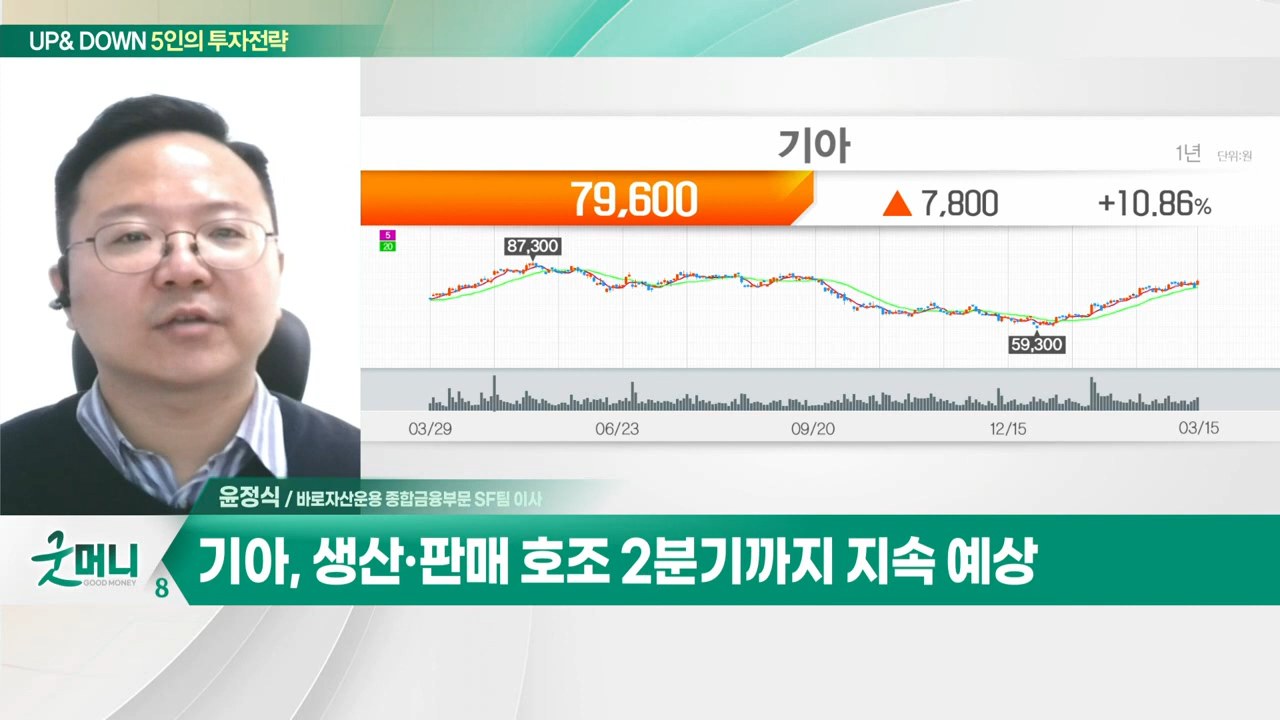 UP& DOWN 5인의 투자전략
기아
1년 단위:원
79,600 ▲ 7,800 +10.86%
5
20
87,300
59,300
03/29 06/23 09/20 12/15 03/15
윤정식 / 바로자산운용 종합금융부문 SF팀 이사
굿머니
GOOD MONEY
8
기아, 생산·판매 호조 2분기까지 지속 예상